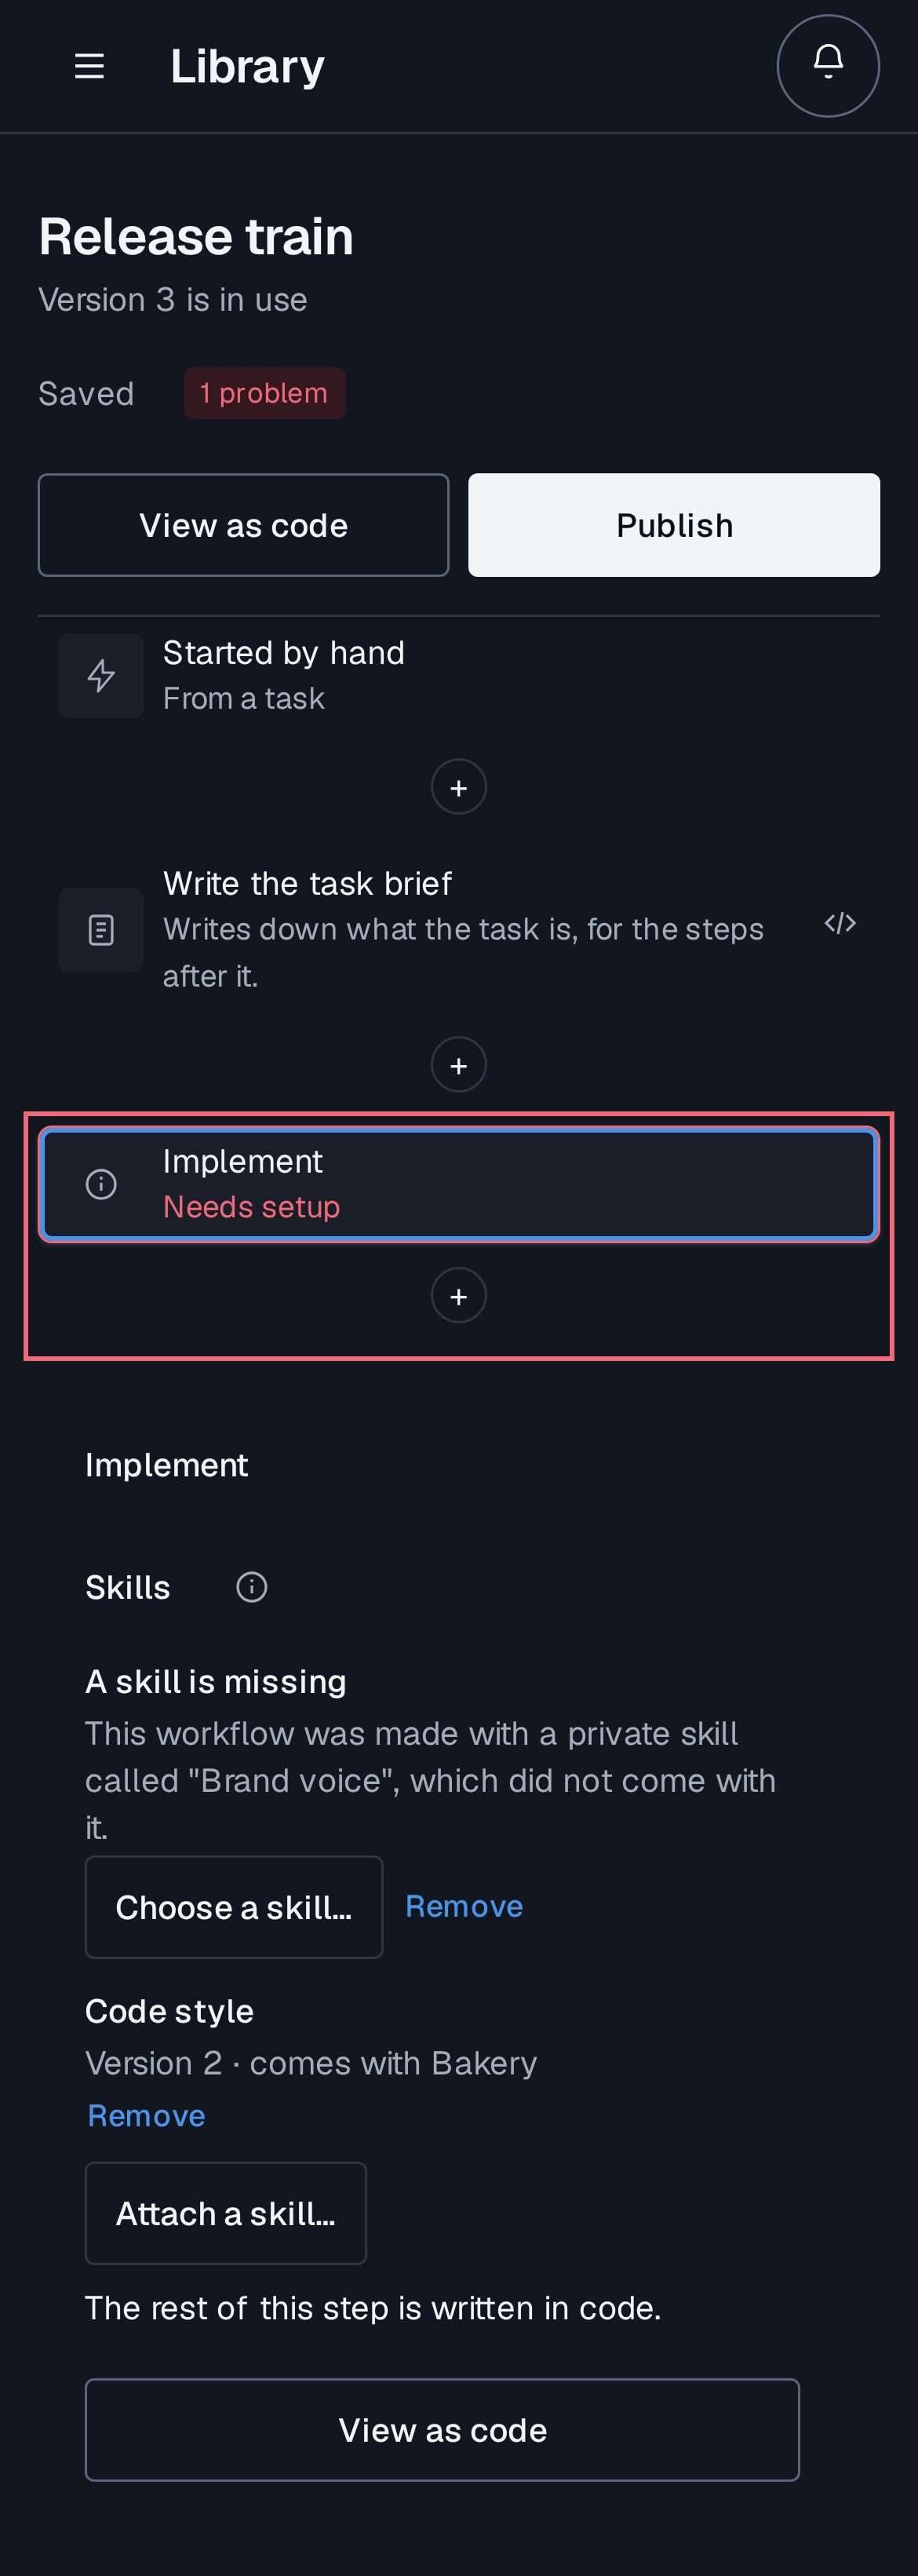 Library
Release train
Version 3 is in use
Saved
1 problem
View as code
Publish
Started by hand
From a task
+
Write the task brief
Writes down what the task is, for the steps
after it.
+
Implement
Needs setup
+
Implement
Skills
A skill is missing
This workflow was made with a private skill
called "Brand voice", which did not come with
it.
Choose a skill...
Remove
Code style
Version 2 · comes with Bakery
Remove
Attach a skill...
The rest of this step is written in code.
View as code